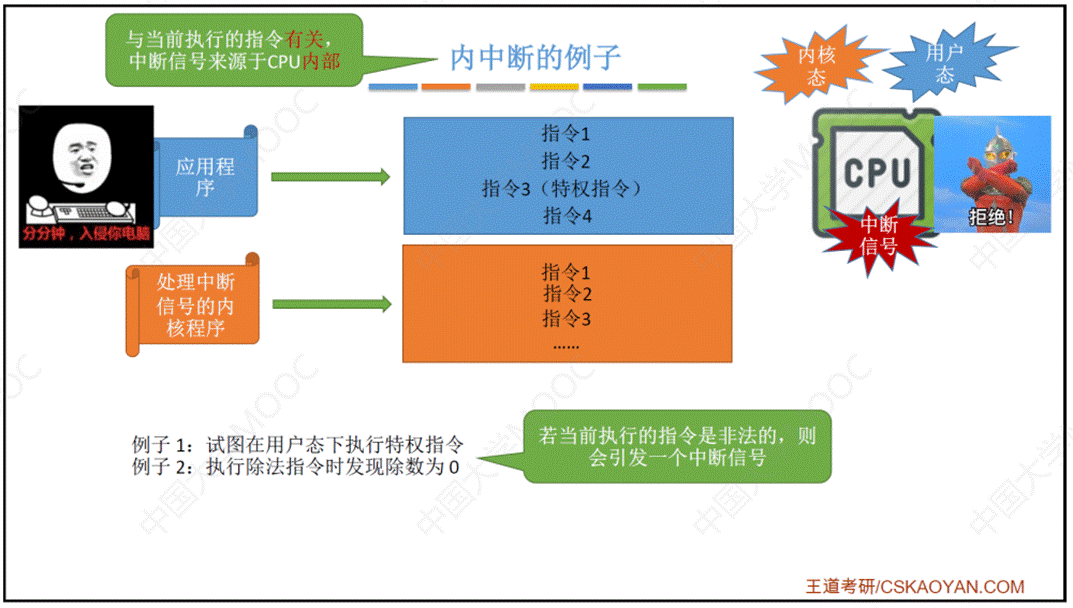 与当前执行的指令有关,
中断信号来源于CPU内部
内中断的例子
内核
态
用户
态
分分钟，入侵你电脑
应用程
序
指令1
指令2
指令3（特权指令）
指令4
CPU
中断
信号
拒绝!
处理中断
信号的内
核程序
指令1
指令2
指令3
……
例子 1：试图在用户态下执行特权指令
例子 2：执行除法指令时发现除数为 0
若当前执行的指令是非法的，则
会引发一个中断信号
中国大学MOOC
王道考研/CSKAOYAN.COM